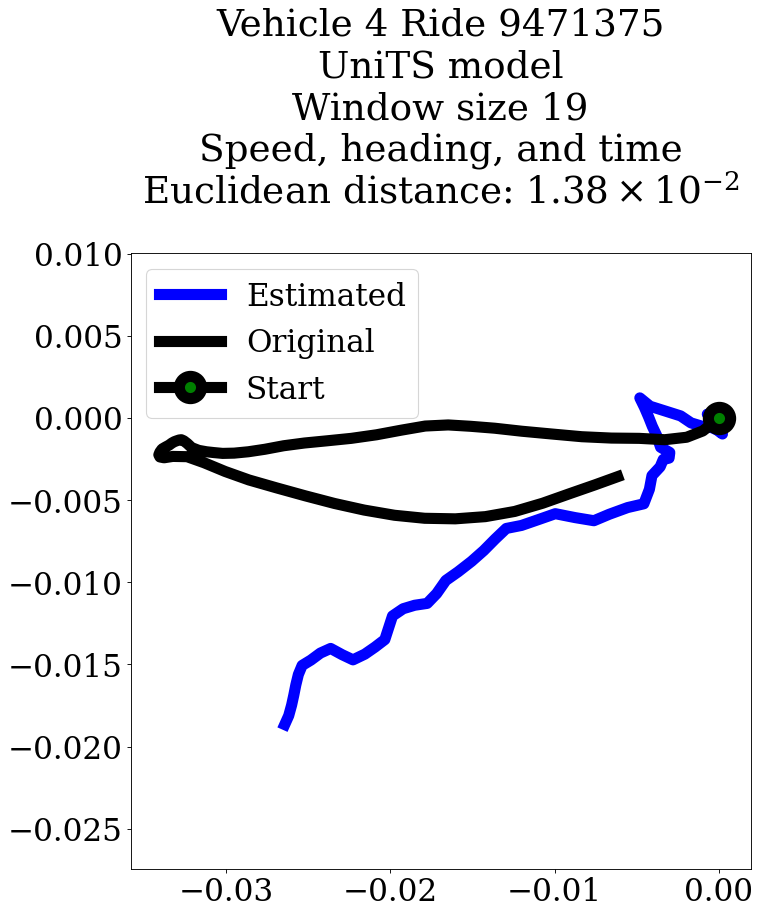 Vehicle 4 Ride 9471375
UniTS model
Window size 19
Speed, heading, and time
Euclidean distance: 1.38 × 10⁻²
0.010
0.005
0.000
−0.005
−0.010
−0.015
−0.020
−0.025
Estimated
Original
Start
−0.03
−0.02
−0.01
0.00